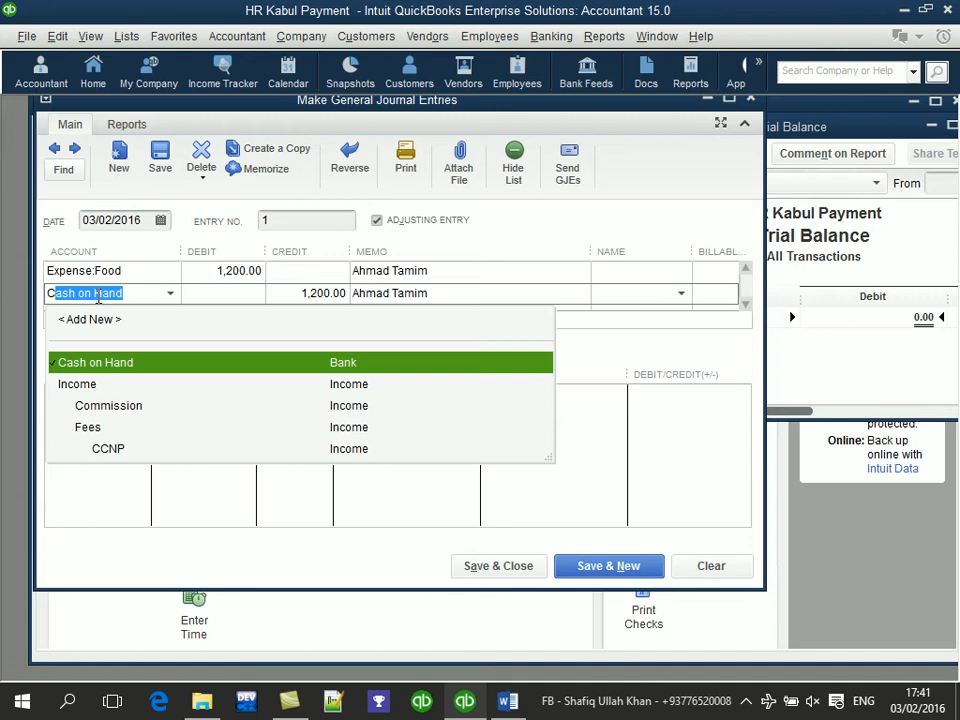 HR Kabul Payment - Intuit QuickBooks Enterprise Solutions: Accountant 15.0
File Edit View Lists Favorites Accountant Company Customers Vendors Employees Banking Reports Window Help
Accountant Home My Company Income Tracker Calendar Snapshots Customers Vendors Employees Bank Feeds Docs Reports App » Search Company or Help
Make General Journal Entries
Main Reports
Find New Save Delete Create a Copy Memorize Reverse Print Attach File Hide List Send GJEs
DATE 03/02/2016 ENTRY NO. 1 ADJUSTING ENTRY
ACCOUNT DEBIT CREDIT MEMO NAME BILLABL...
Expense:Food 1,200.00 Ahmad Tamim
Cash on Hand 1,200.00 Ahmad Tamim
< Add New >
Cash on Hand Bank
Income Income
Commission Income
Fees Income
CCNP Income
DEBIT/CREDIT(+/-)
Save & Close Save & New Clear
ial Balance
Comment on Report Share Te
From
HR Kabul Payment
Trial Balance
All Transactions
Debit
0.00
protected.
Online: Back up
online with
Intuit Data
Enter
Time
Print
Checks
FB - Shafiq Ullah Khan - +93776520008 ENG 17:41
03/02/2016